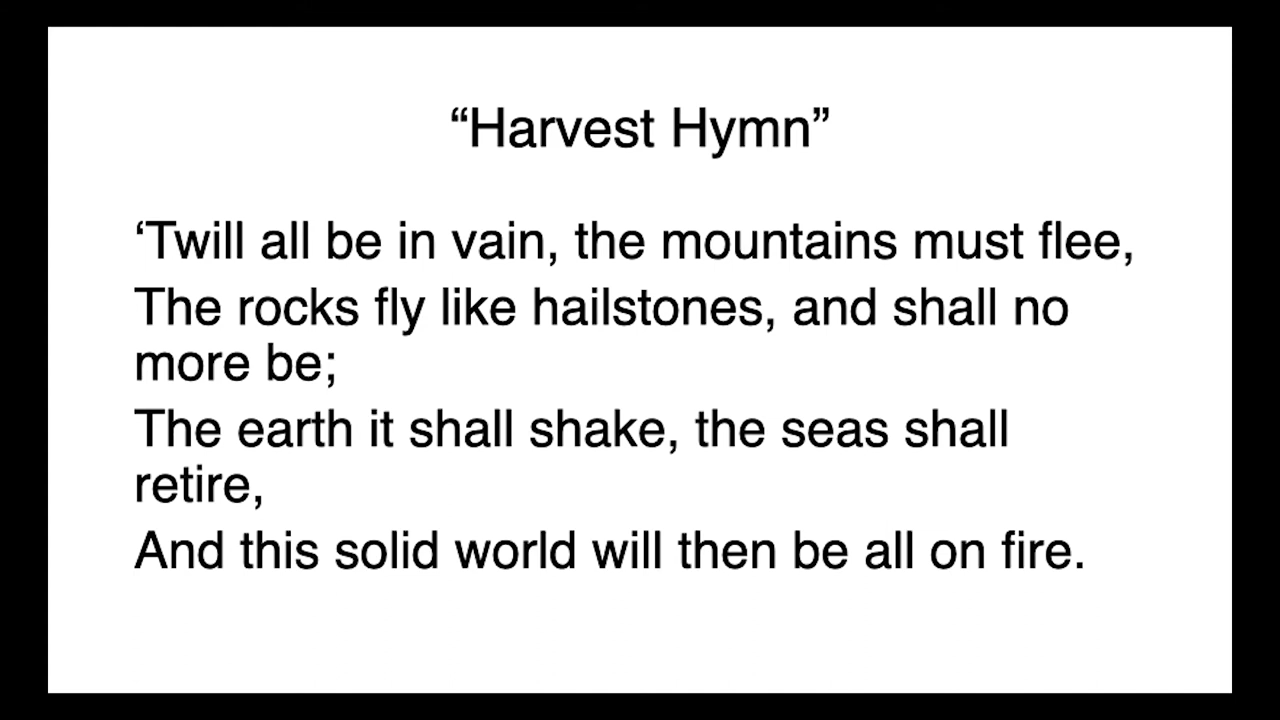 “Harvest Hymn”
‘Twill all be in vain, the mountains must flee,
The rocks fly like hailstones, and shall no
more be;
The earth it shall shake, the seas shall
retire,
And this solid world will then be all on fire.